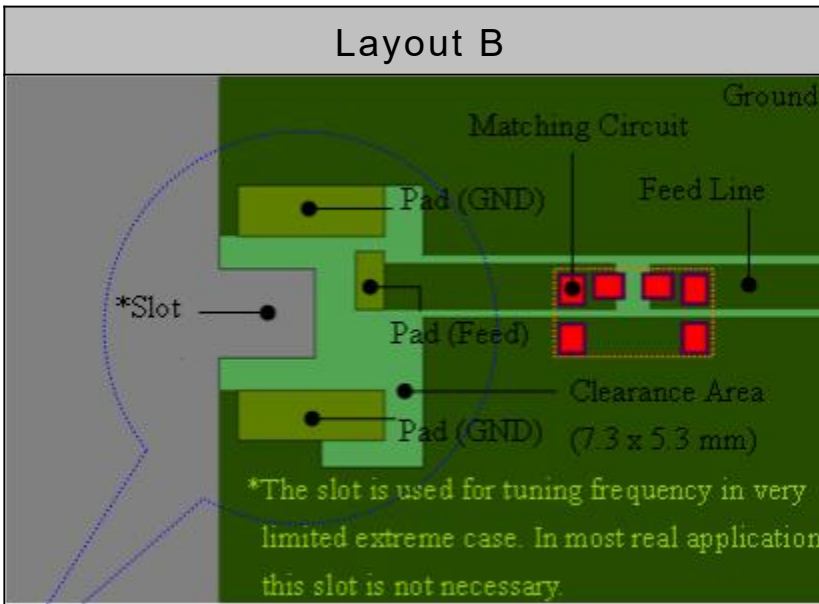 Layout B
Ground
Matching Circuit
Pad (GND)
Feed Line
*Slot
Pad (Feed)
Clearance Area
Pad (GND)
(7.3 x 5.3 mm)
*The slot is used for tuning frequency in very
limited extreme case. In most real application
this slot is not necessary.